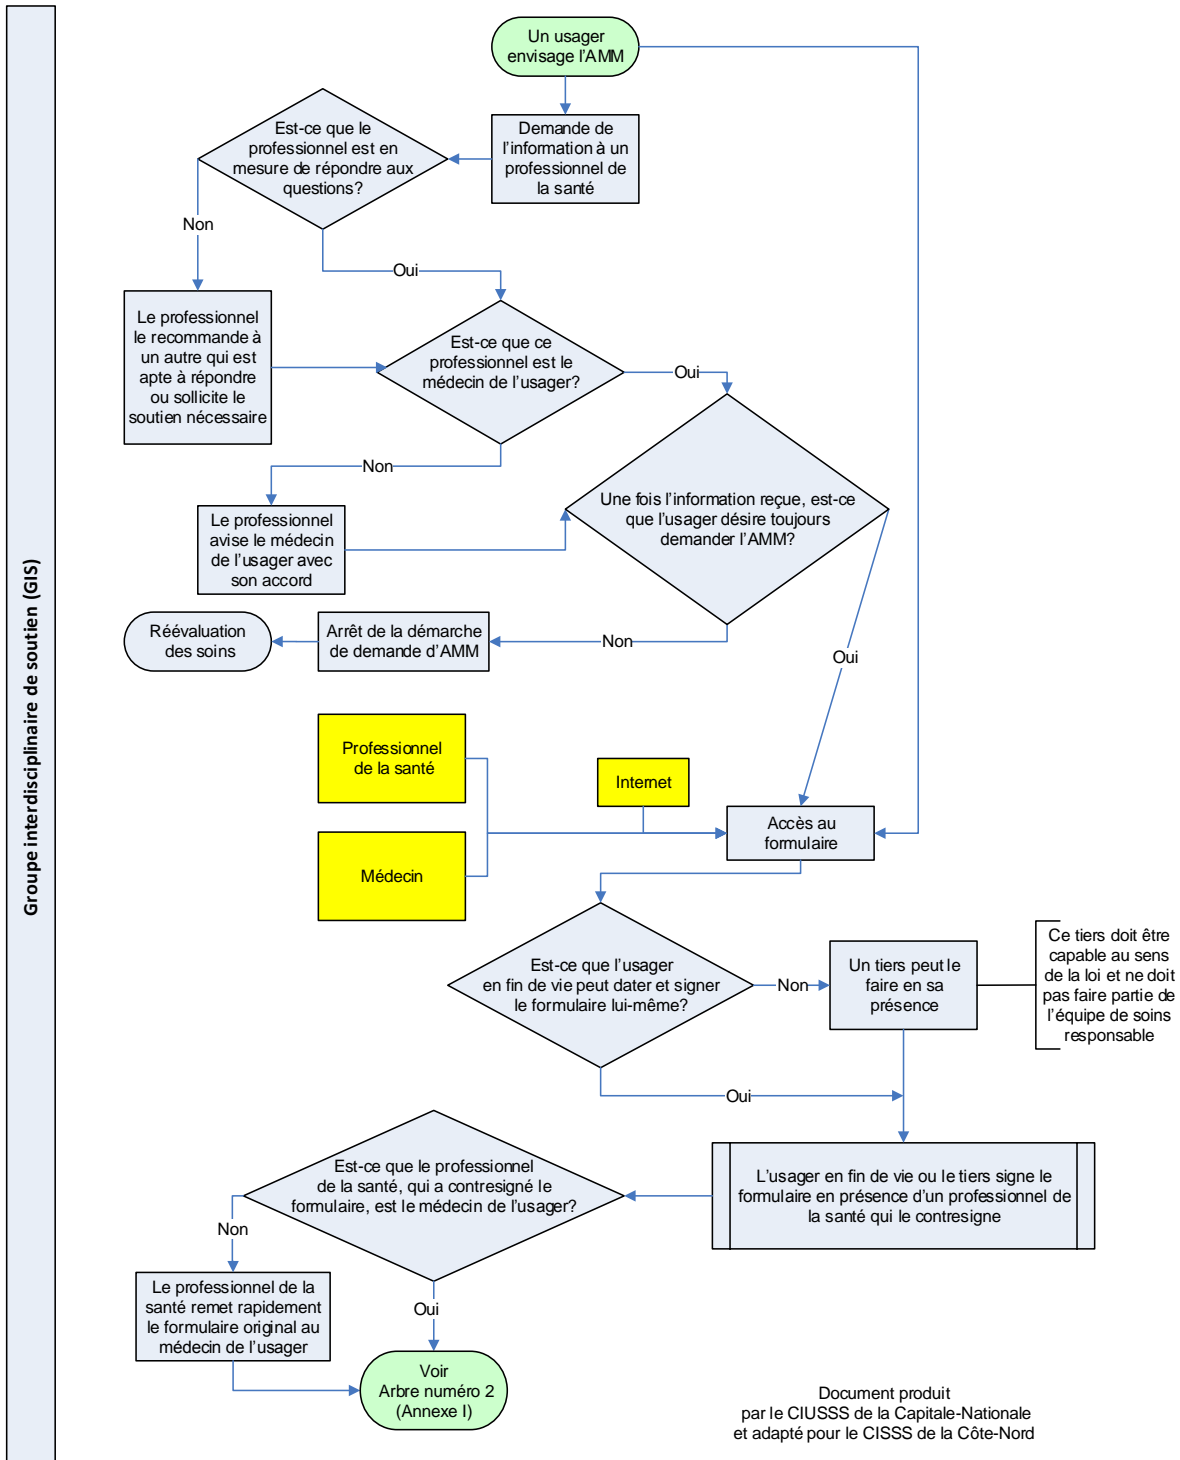 Groupe interdisciplinaire de soutien (GIS)
Un usager
envisage l'AMM
Demande de
l'information à un
professionnel de
la santé
Est-ce que le
professionnel est en
mesure de répondre aux
questions?
Non
Oui
Le professionnel
le recommande à
un autre qui est
apte à répondre
ou sollicite le
soutien nécessaire
Est-ce que ce
professionnel est le
médecin de l'usager?
Oui
Non
Le professionnel
avise le médecin
de l'usager avec
son accord
Une fois l'information reçue, est-ce
que l'usager désire toujours
demander l'AMM?
Non
Oui
Arrêt de la démarche
de demande d'AMM
Réévaluation
des soins
Professionnel
de la santé
Internet
Médecin
Accès au
formulaire
Est-ce que l'usager
en fin de vie peut dater et signer
le formulaire lui-même?
Non
Un tiers peut le
faire en sa
présence
Ce tiers doit être
capable au sens
de la loi et ne doit
pas faire partie de
l'équipe de soins
responsable
Oui
L'usager en fin de vie ou le tiers signe le
formulaire en présence d'un professionnel de
la santé qui le contresigne
Est-ce que le professionnel
de la santé, qui a contresigné le
formulaire, est le médecin de l'usager?
Non
Oui
Le professionnel de la
santé remet rapidement
le formulaire original au
médecin de l'usager
Voir
Arbre numéro 2
(Annexe I)
Document produit
par le CIUSSS de la Capitale-Nationale
et adapté pour le CISSS de la Côte-Nord